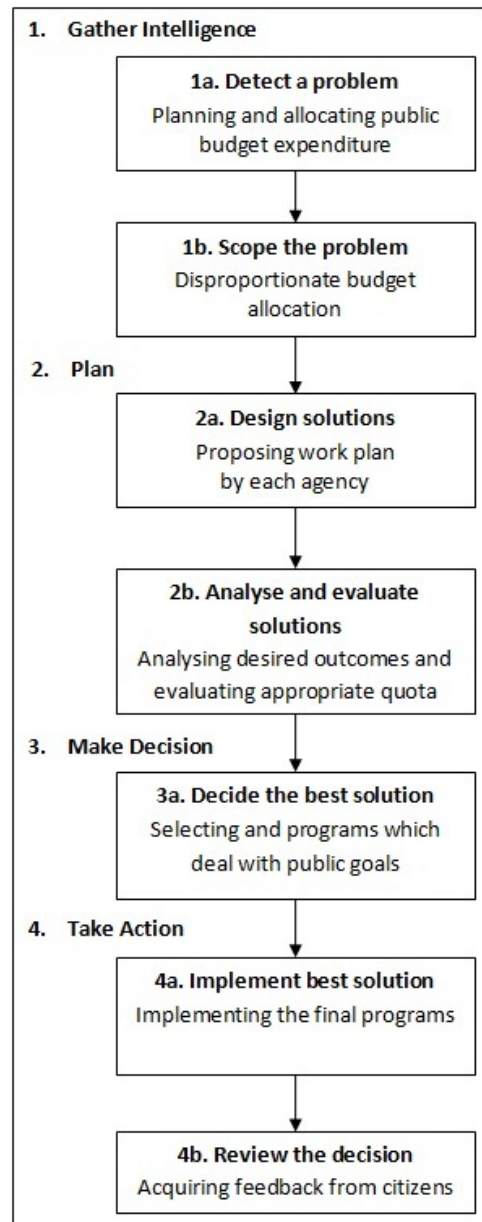 1. Gather Intelligence
1a. Detect a problem
Planning and allocating public
budget expenditure
1b. Scope the problem
Disproportionate budget
allocation
2. Plan
2a. Design solutions
Proposing work plan
by each agency
2b. Analyse and evaluate
solutions
Analysing desired outcomes and
evaluating appropriate quota
3. Make Decision
3a. Decide the best solution
Selecting and programs which
deal with public goals
4. Take Action
4a. Implement best solution
Implementing the final programs
4b. Review the decision
Acquiring feedback from citizens